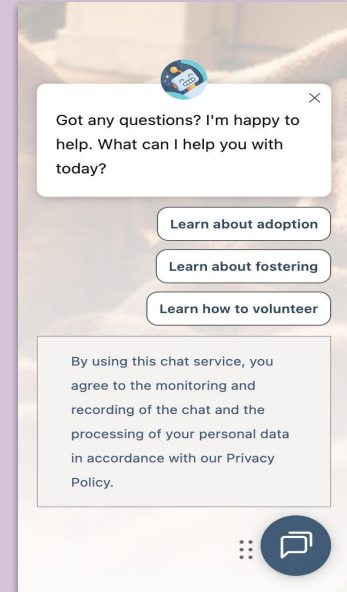 Got any questions? I'm happy to
help. What can I help you with
today?
Learn about adoption
Learn about fostering
Learn how to volunteer
By using this chat service, you
agree to the monitoring and
recording of the chat and the
processing of your personal data
in accordance with our Privacy
Policy.